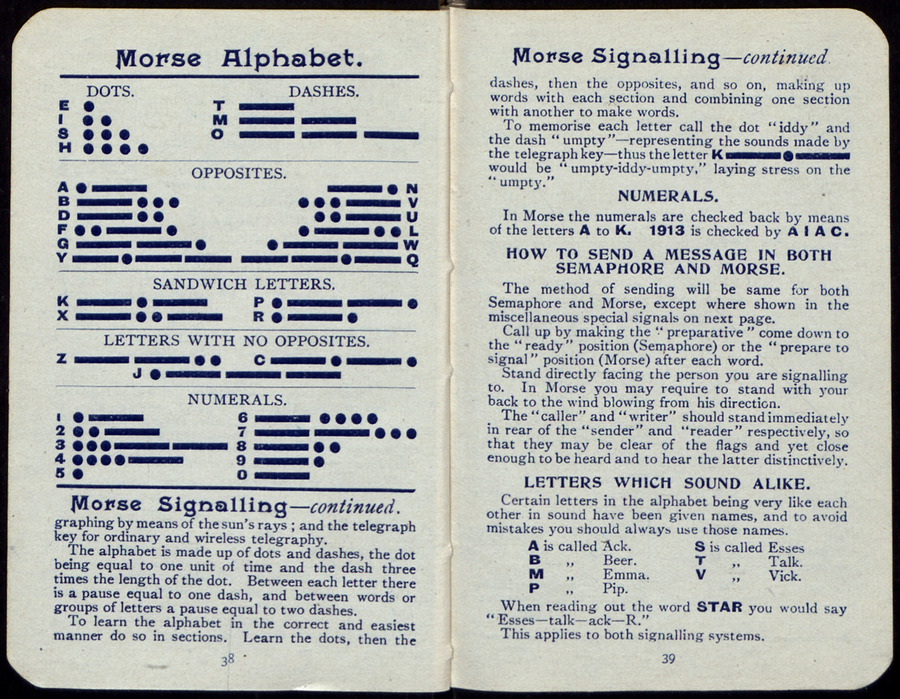 Morse Alphabet.
DOTS. DASHES.
E T
I M
S O
H
OPPOSITES.
A N
B V
D U
F L
G W
Y Q
SANDWICH LETTERS.
K P
X R
LETTERS WITH NO OPPOSITES.
Z C
J
NUMERALS.
1 6
2 7
3 8
4 9
5 0
Morse Signalling—continued.
graphing by means of the sun's rays ; and the telegraph
key for ordinary and wireless telegraphy.
The alphabet is made up of dots and dashes, the dot
being equal to one unit of time and the dash three
times the length of the dot. Between each letter there
is a pause equal to one dash, and between words or
groups of letters a pause equal to two dashes.
To learn the alphabet in the correct and easiest
manner do so in sections. Learn the dots, then the
38
Morse Signalling—continued.
dashes, then the opposites, and so on, making up
words with each section and combining one section
with another to make words.
To memorise each letter call the dot "iddy" and
the dash "umpty"—representing the sounds made by
the telegraph key—thus the letter K
would be "umpty-iddy-umpty," laying stress on the
"umpty."
NUMERALS.
In Morse the numerals are checked back by means
of the letters A to K. 1913 is checked by A I A C.
HOW TO SEND A MESSAGE IN BOTH
SEMAPHORE AND MORSE.
The method of sending will be same for both
Semaphore and Morse, except where shown in the
miscellaneous special signals on next page.
Call up by making the "preparative" come down to
the "ready" position (Semaphore) or the "prepare to
signal" position (Morse) after each word.
Stand directly facing the person you are signalling
to. In Morse you may require to stand with your
back to the wind blowing from his direction.
The "caller" and "writer" should stand immediately
in rear of the "sender" and "reader" respectively, so
that they may be clear of the flags and yet close
enough to be heard and to hear the latter distinctively.
LETTERS WHICH SOUND ALIKE.
Certain letters in the alphabet being very like each
other in sound have been given names, and to avoid
mistakes you should always use those names.
A is called Ack. S is called Esses
B ,, Beer. T ,, Talk.
M ,, Emma. V ,, Vick.
P ,, Pip.
When reading out the word STAR you would say
"Esses—talk—ack—R."
This applies to both signalling systems.
39